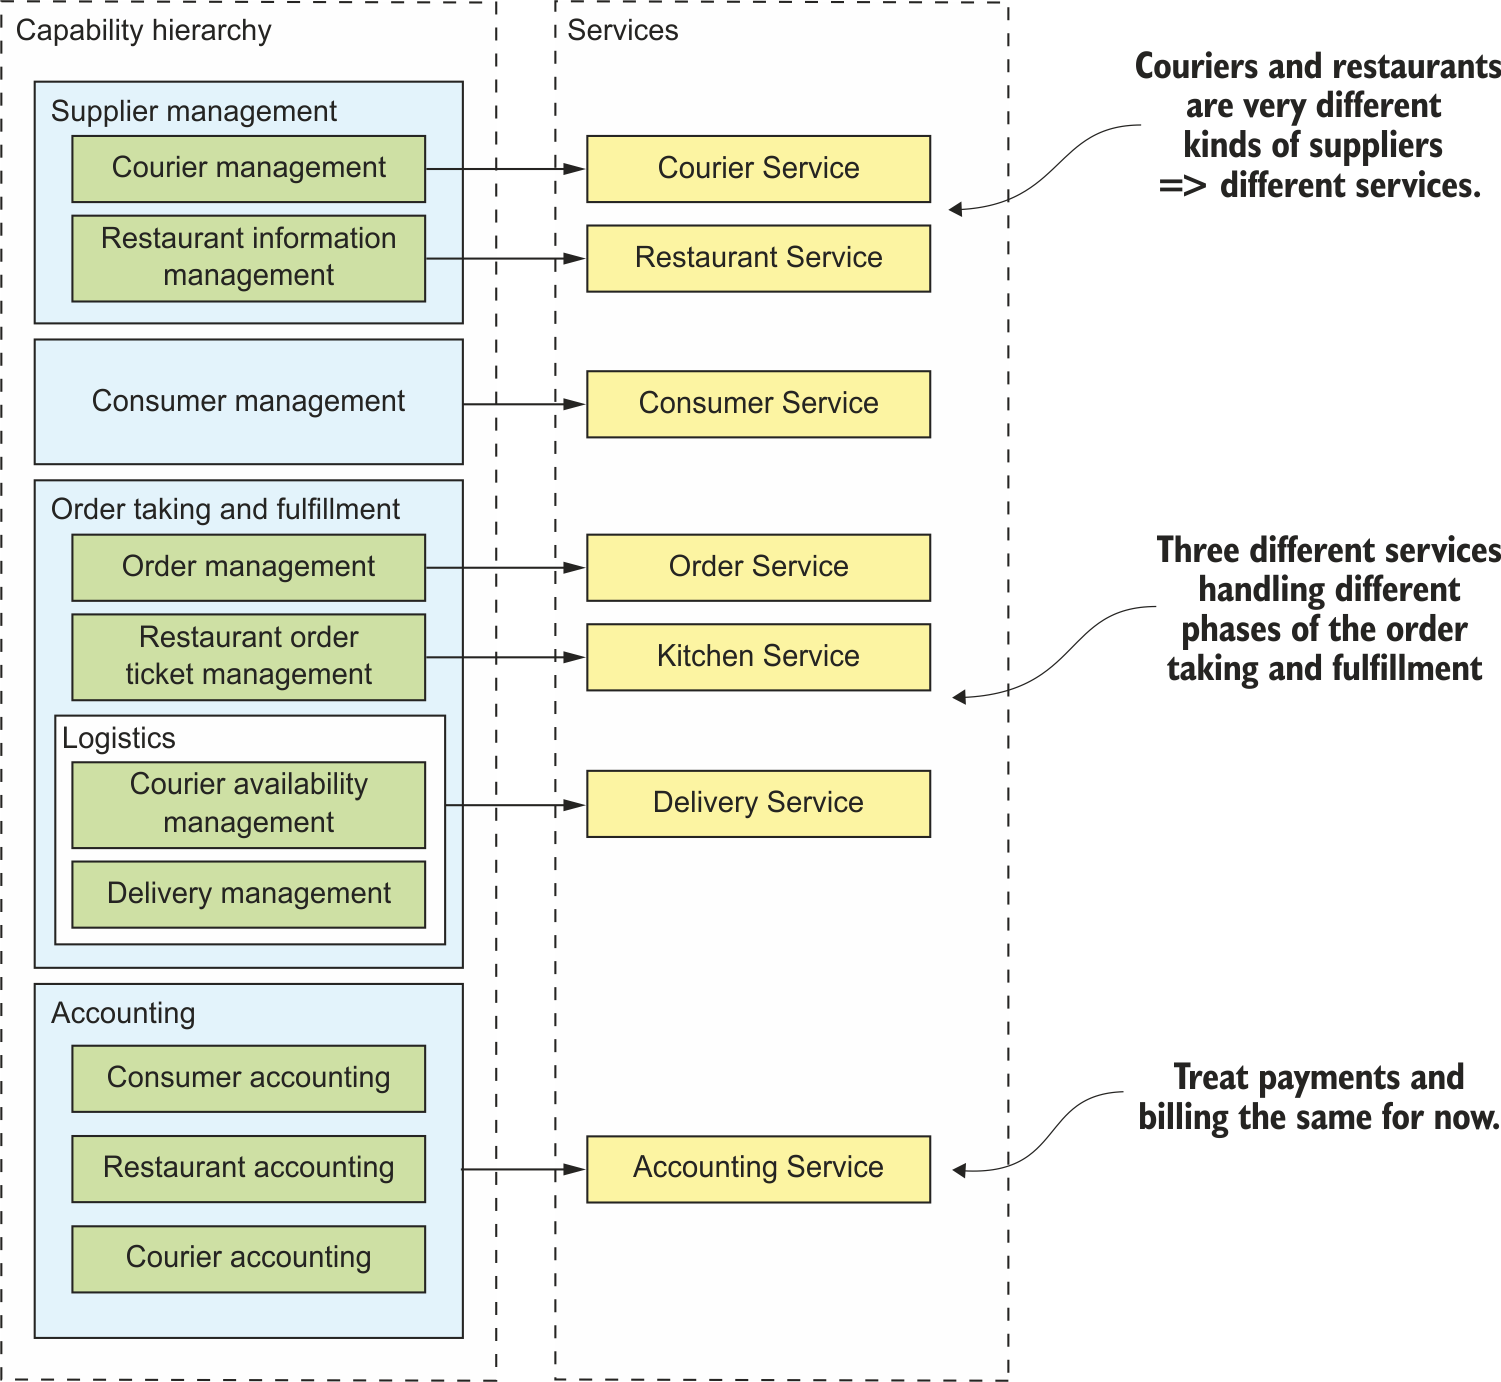 Capability hierarchy
Supplier management
Courier management
Restaurant information
management
Consumer management
Order taking and fulfillment
Order management
Restaurant order
ticket management
Logistics
Courier availability
management
Delivery management
Accounting
Consumer accounting
Restaurant accounting
Courier accounting
Services
Courier Service
Restaurant Service
Consumer Service
Order Service
Kitchen Service
Delivery Service
Accounting Service
Couriers and restaurants
are very different
kinds of suppliers
=> different services.
Three different services
handling different
phases of the order
taking and fulfillment
Treat payments and
billing the same for now.